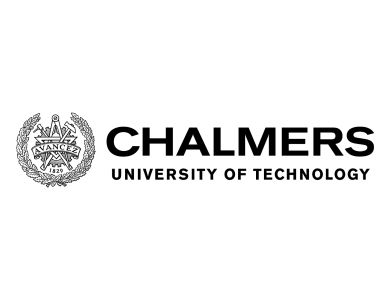 AVANCEZ
1829
CHALMERS
UNIVERSITY OF TECHNOLOGY